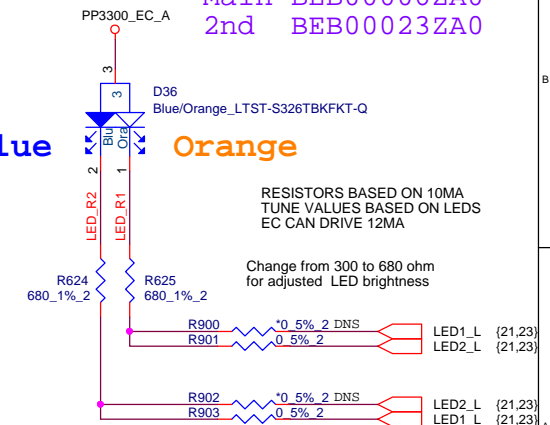 PP3300_EC_A
2nd BEB00023ZA0
3
3
D36
Blue/Orange_LTST-S326TBKFKT-Q
B
Blu
Ora
Orange
2
1
LED_R2
LED_R1
RESISTORS BASED ON 10MA
TUNE VALUES BASED ON LEDS
EC CAN DRIVE 12MA
Change from 300 to 680 ohm
for adjusted LED brightness
R624
680_1%_2
R625
680_1%_2
R900 *0_5%_2 DNS LED1_L {21,23}
R901 0_5%_2 LED2_L {21,23}
R902 *0_5%_2 DNS LED2_L {21,23}
R903 0_5%_2 LED1_L {21,23}